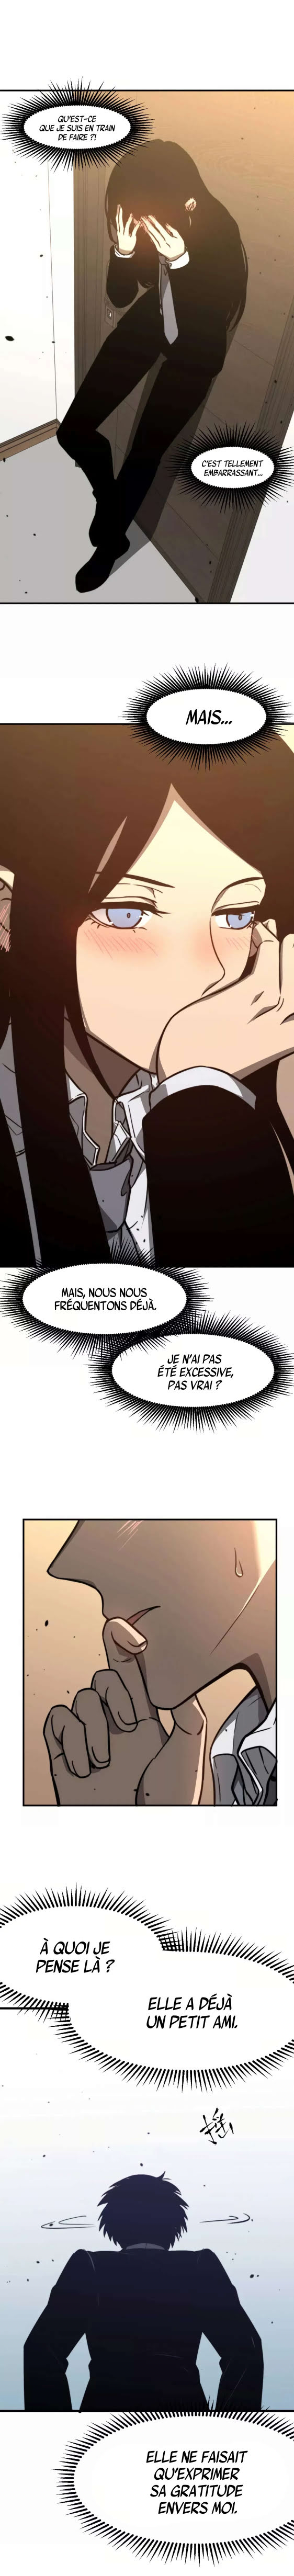 QU'EST-CE
QUE JE SUIS EN TRAIN
DE FAIRE ?!
C'EST TELLEMENT
EMBARRASSANT...
MAIS...
MAIS, NOUS NOUS
FRÉQUENTONS DÉJÀ.
JE N'AI PAS
ÉTÉ EXCESSIVE,
PAS VRAI ?
À QUOI JE
PENSE LÀ ?
ELLE A DÉJÀ
UN PETIT AMI.
摇
ELLE NE FAISAIT
QU'EXPRIMER
SA GRATITUDE
ENVERS MOI.